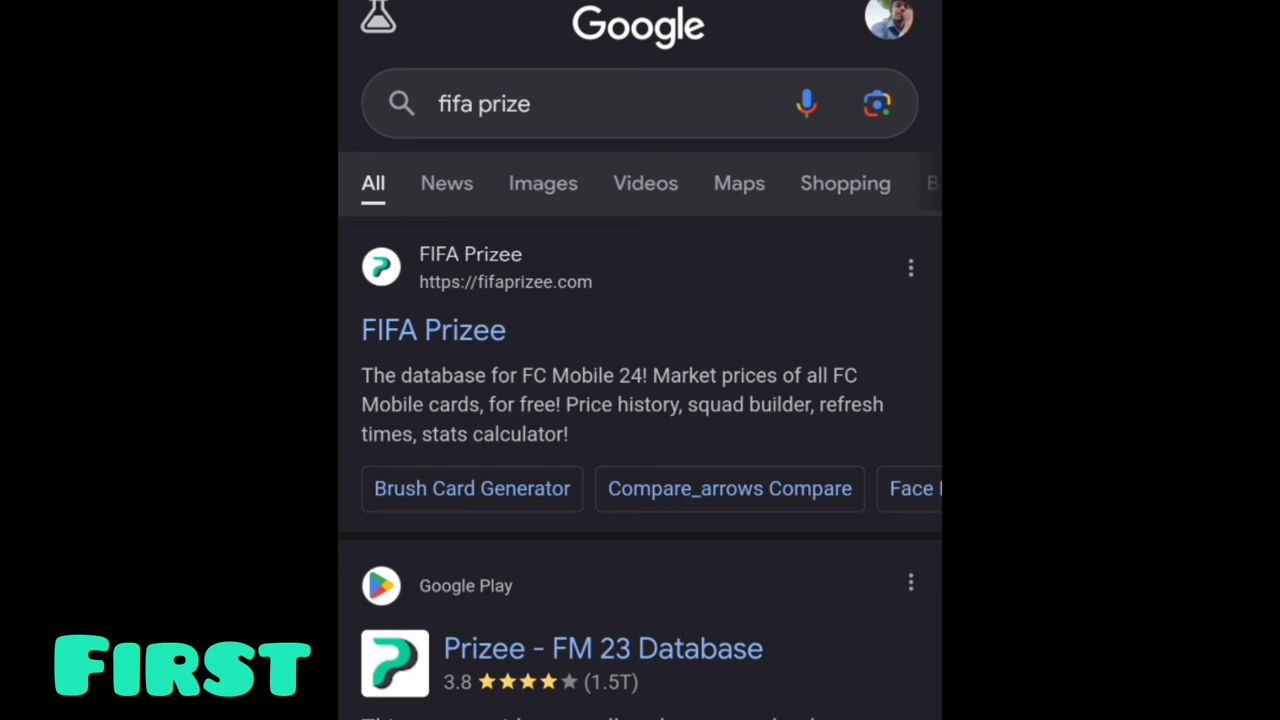 Google
fifa prize
All News Images Videos Maps Shopping
FIFA Prizee
https://fifaprizee.com
FIFA Prizee
The database for FC Mobile 24! Market prices of all FC
Mobile cards, for free! Price history, squad builder, refresh
times, stats calculator!
Brush Card Generator Compare_arrows Compare Face
Google Play
Prizee - FM 23 Database
3.8 (1.5T)
First